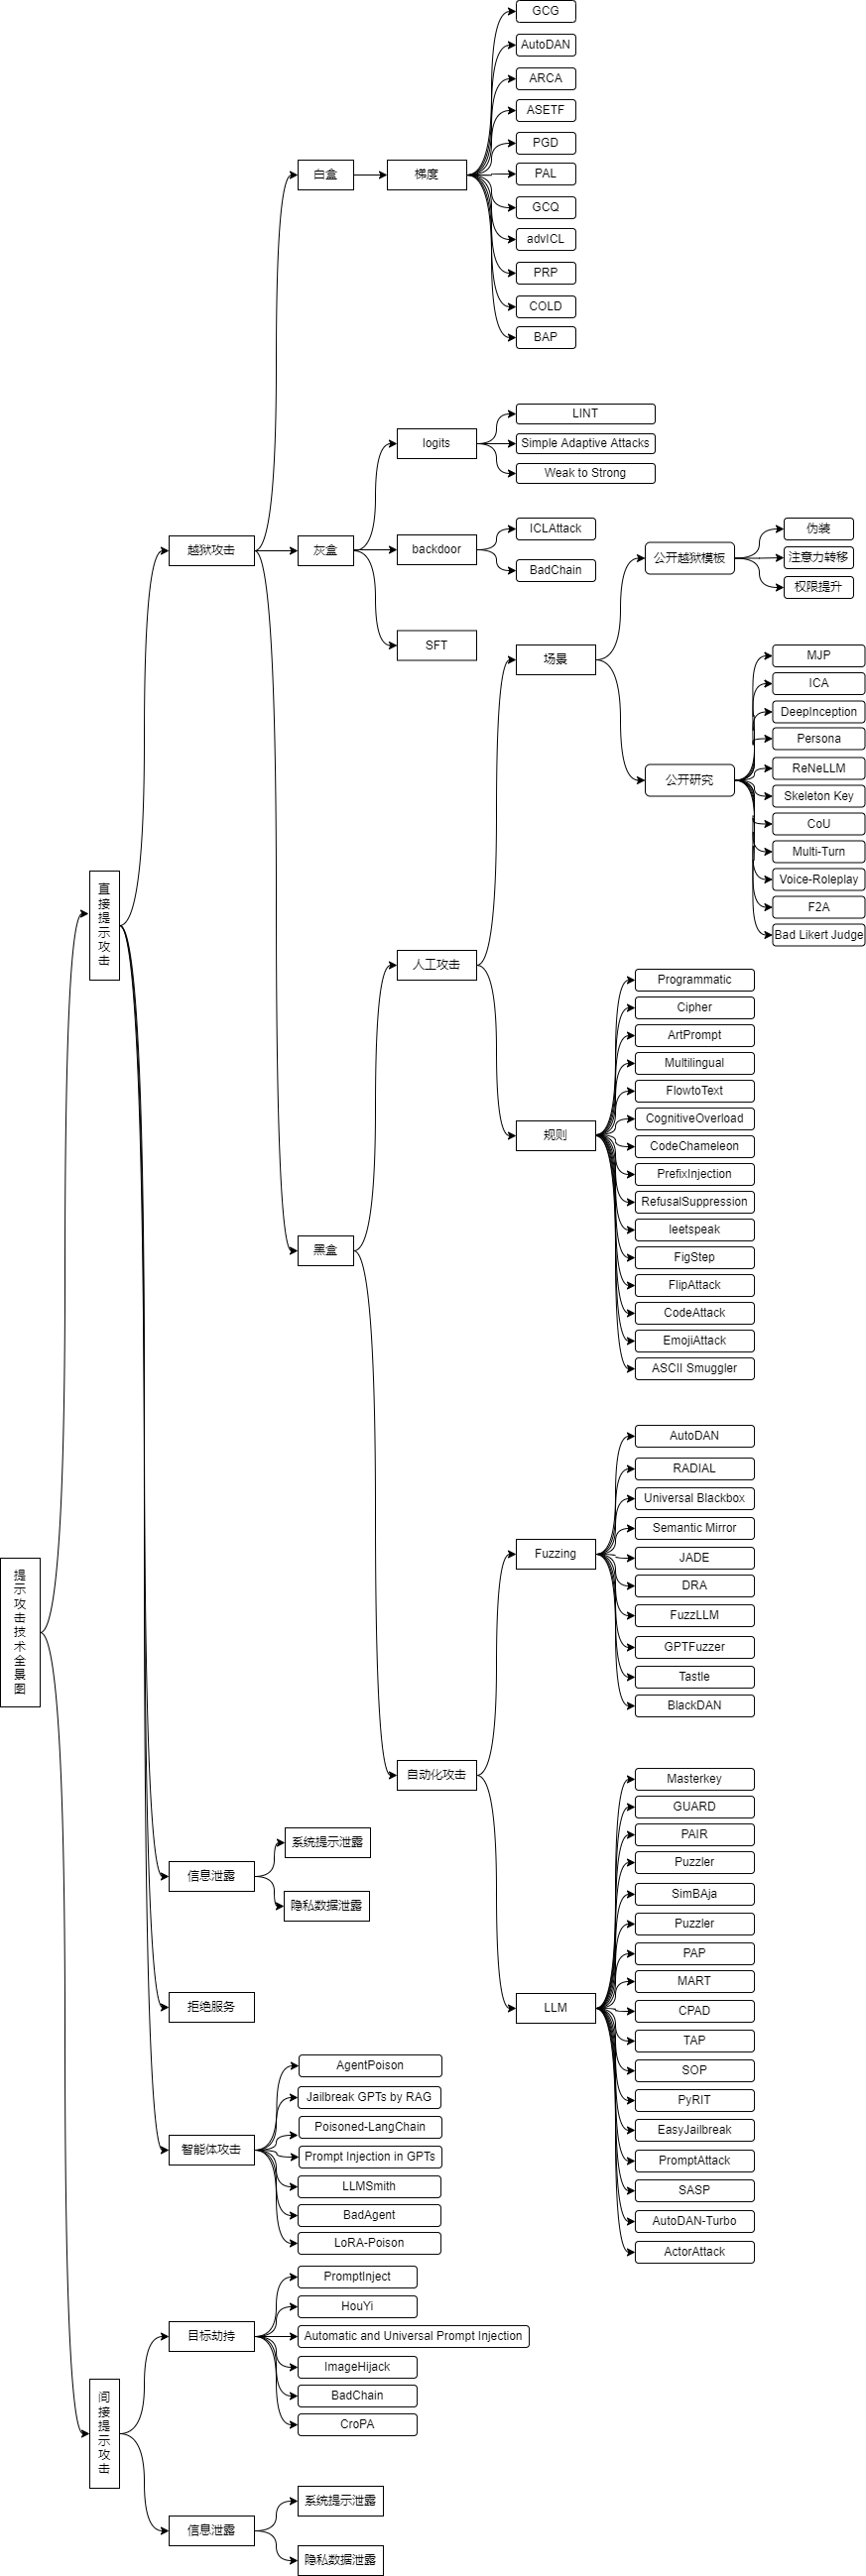 提示攻击技术全景图
直接提示攻击
越狱攻击
白盒
梯度
GCG
AutoDAN
ARCA
ASETF
PGD
PAL
GCQ
advICL
PRP
COLD
BAP
灰盒
logits
LINT
Simple Adaptive Attacks
Weak to Strong
backdoor
ICLAttack
BadChain
SFT
黑盒
人工攻击
场景
公开越狱模板
伪装
注意力转移
权限提升
公开研究
MJP
ICA
DeepInception
Persona
ReNeLLM
Skeleton Key
CoU
Multi-Turn
Voice-Roleplay
F2A
Bad Likert Judge
规则
Programmatic
Cipher
ArtPrompt
Multilingual
FlowtoText
CognitiveOverload
CodeChameleon
PrefixInjection
RefusalSuppression
leetspeak
FigStep
FlipAttack
CodeAttack
EmojiAttack
ASCII Smuggler
自动化攻击
Fuzzing
AutoDAN
RADIAL
Universal Blackbox
Semantic Mirror
JADE
DRA
FuzzLLM
GPTFuzzer
Tastle
BlackDAN
LLM
Masterkey
GUARD
PAIR
Puzzler
SimBAja
Puzzler
PAP
MART
CPAD
TAP
SOP
PyRIT
EasyJailbreak
PromptAttack
SASP
AutoDAN-Turbo
ActorAttack
信息泄露
系统提示泄露
隐私数据泄露
拒绝服务
智能体攻击
AgentPoison
Jailbreak GPTs by RAG
Poisoned-LangChain
Prompt Injection in GPTs
LLMSmith
BadAgent
LoRA-Poison
间接提示攻击
目标劫持
PromptInject
HouYi
Automatic and Universal Prompt Injection
ImageHijack
BadChain
CroPA
信息泄露
系统提示泄露
隐私数据泄露